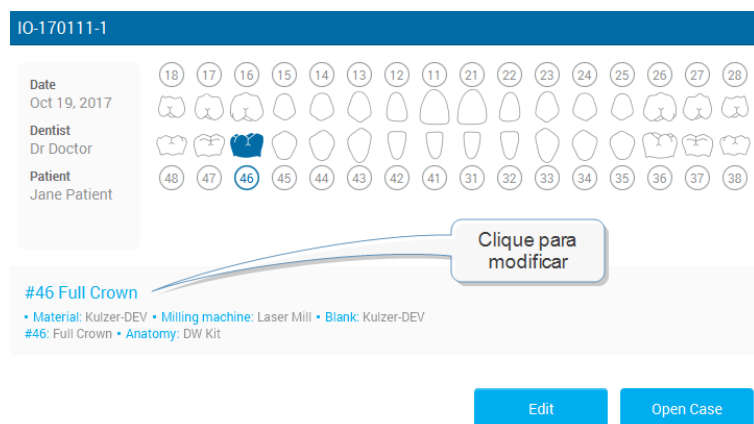 IO-170111-1
Date
Oct 19, 2017
Dentist
Dr Doctor
Patient
Jane Patient
18 17 16 15 14 13 12 11 21 22 23 24 25 26 27 28
48 47 46 45 44 43 42 41 31 32 33 34 35 36 37 38
Clique para
modificar
#46 Full Crown
• Material: Kulzer-DEV • Milling machine: Laser Mill • Blank: Kulzer-DEV
#46: Full Crown • Anatomy: DW Kit
Edit
Open Case